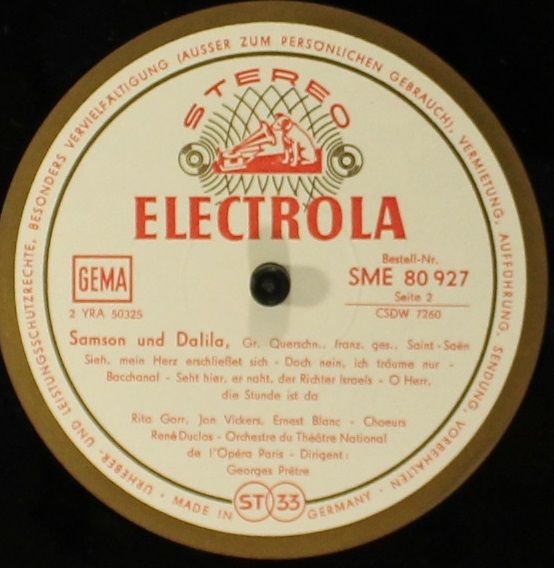 URHEBER- UND LEISTUNGSSCHUTZRECHTE, BESONDERS VERVIELFÄLTIGUNG (AUSSER ZUM PERSÖNLICHEN GEBRAUCH), VERMIETUNG, AUFFÜHRUNG, SENDUNG, VORBEHALTEN
STEREO
ELECTROLA
GEMA
2 YRA 50325
Bestell-Nr.
SME 80 927
Seite 2
CSDW 7260
Samson und Dalila, Gr. Querschn., franz. ges., Saint-Saën
Sieh, mein Herz erschließet sich - Doch nein, ich träume nur -
Bacchanal - Seht hier, er naht, der Richter Israels - O Herr,
die Stunde ist da
Rita Gorr, Jon Vickers, Ernest Blanc - Choeurs
René Duclos - Orchestre du Théâtre National
de l'Opéra Paris - Dirigent:
Georges Prêtre
· MADE IN ST 33 GERMANY ·